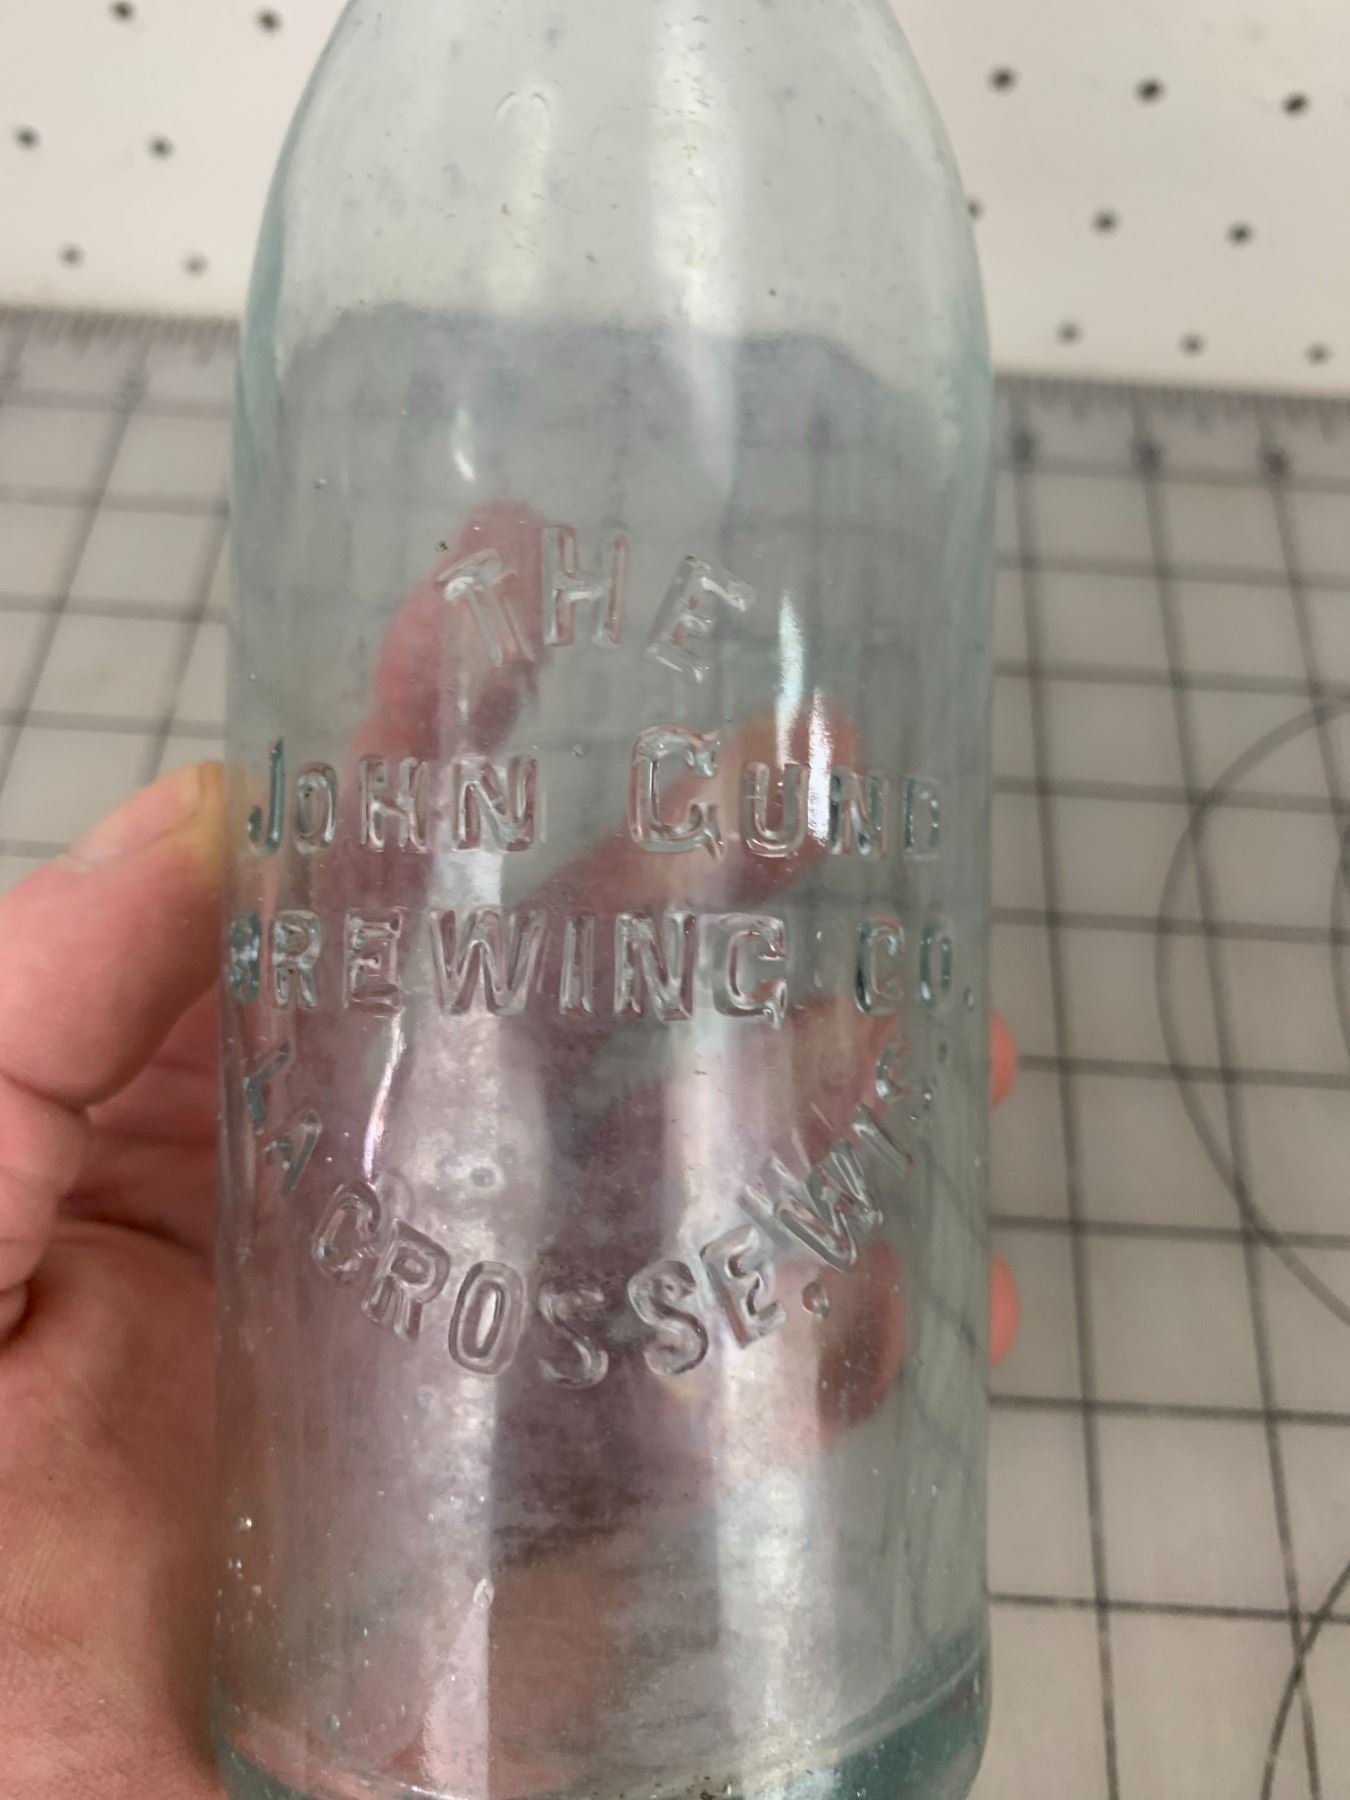 THE
JOHN GUND
BREWING CO.
LA CROSSE. WIS.